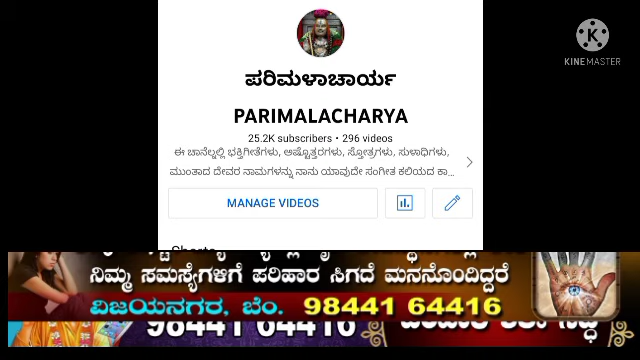 K
KINEMASTER
ಪರಿಮಳಾಚಾರ್ಯ
PARIMALACHARYA
25.2K subscribers • 296 videos
ಈ ಚಾನೆಲ್ನಲ್ಲಿ ಭಕ್ತಿಗೀತೆಗಳು, ಅಷ್ಟೊತ್ತರಗಳು, ಸ್ತೋತ್ರಗಳು, ಸುಳಾಧಿಗಳು,
ಮುಂತಾದ ದೇವರ ನಾಮಗಳನ್ನು ನಾನು ಯಾವುದೇ ಸಂಗೀತ ಕಲಿಯದ ಕಾ...
MANAGE VIDEOS
ನಿಮ್ಮ ಸಮಸ್ಯೆಗಳಿಗೆ ಪರಿಹಾರ ಸಿಗದೆ ಮನನೊಂದಿದ್ದರೆ
ವಿಜಯನಗರ, ಬೆಂ. 98441 64416
98441 64416